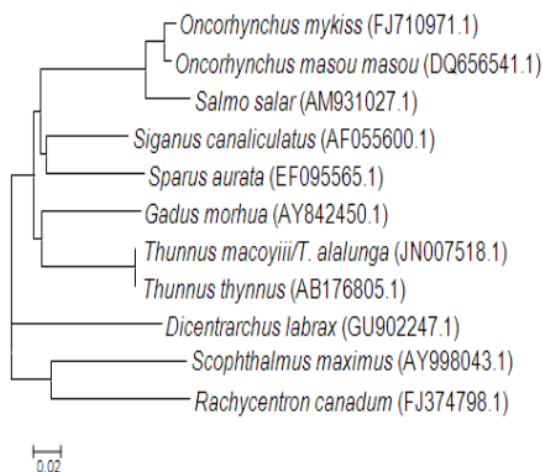 Oncorhynchus mykiss (FJ710971.1)
Oncorhynchus masou masou (DQ656541.1)
Salmo salar (AM931027.1)
Siganus canaliculatus (AF055600.1)
Sparus aurata (EF095565.1)
Gadus morhua (AY842450.1)
Thunnus macoyiii/T. alalunga (JN007518.1)
Thunnus thynnus (AB176805.1)
Dicentrarchus labrax (GU902247.1)
Scophthalmus maximus (AY998043.1)
Rachycentron canadum (FJ374798.1)
0.02